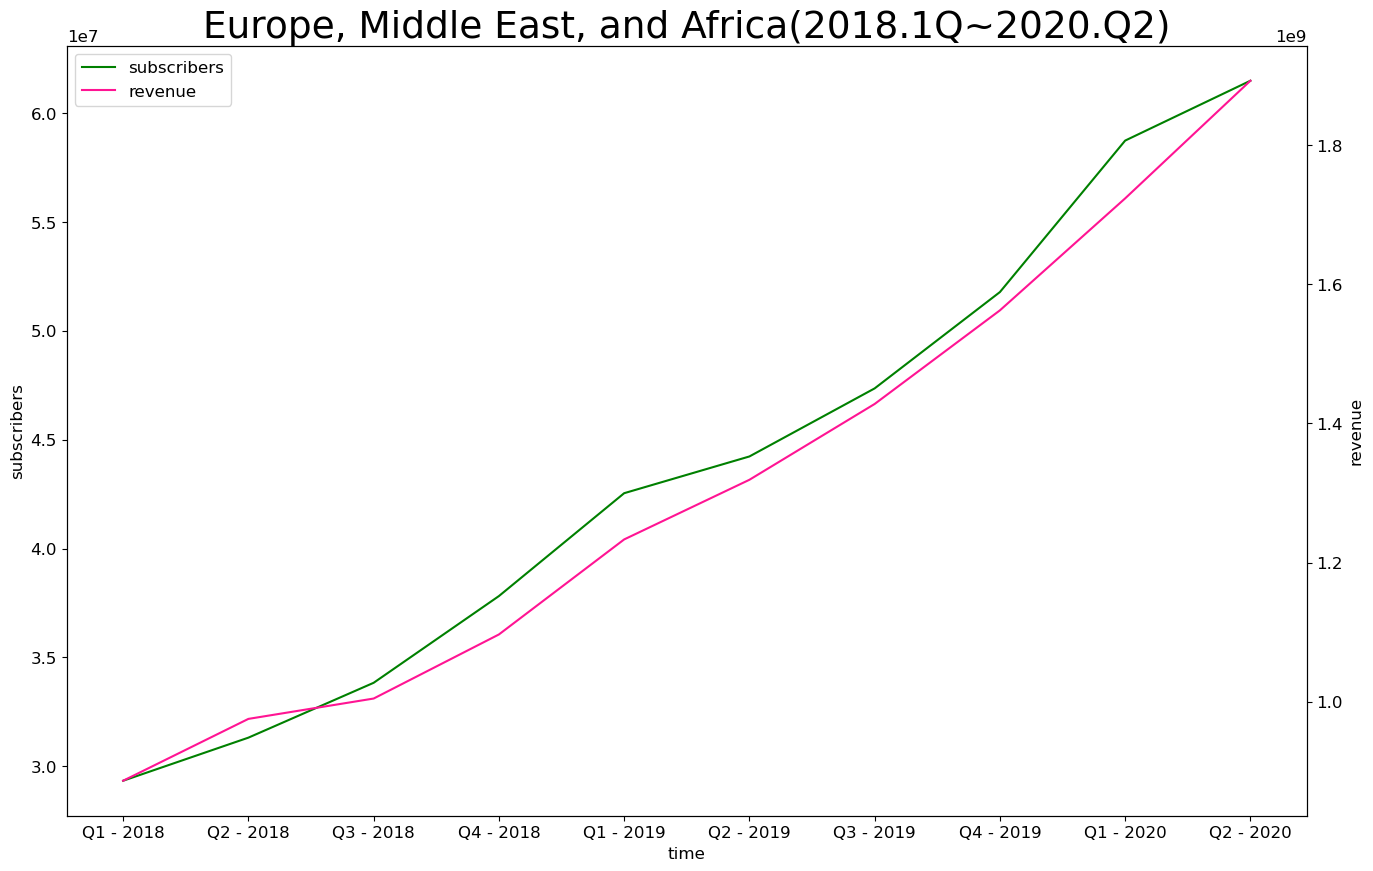 Europe, Middle East, and Africa(2018.1Q~2020.Q2)
1e7
1e9
subscribers
revenue
6.0
5.5
5.0
4.5
4.0
3.5
3.0
subscribers
1.8
1.6
1.4
1.2
1.0
revenue
Q1 - 2018 Q2 - 2018 Q3 - 2018 Q4 - 2018 Q1 - 2019 Q2 - 2019 Q3 - 2019 Q4 - 2019 Q1 - 2020 Q2 - 2020
time